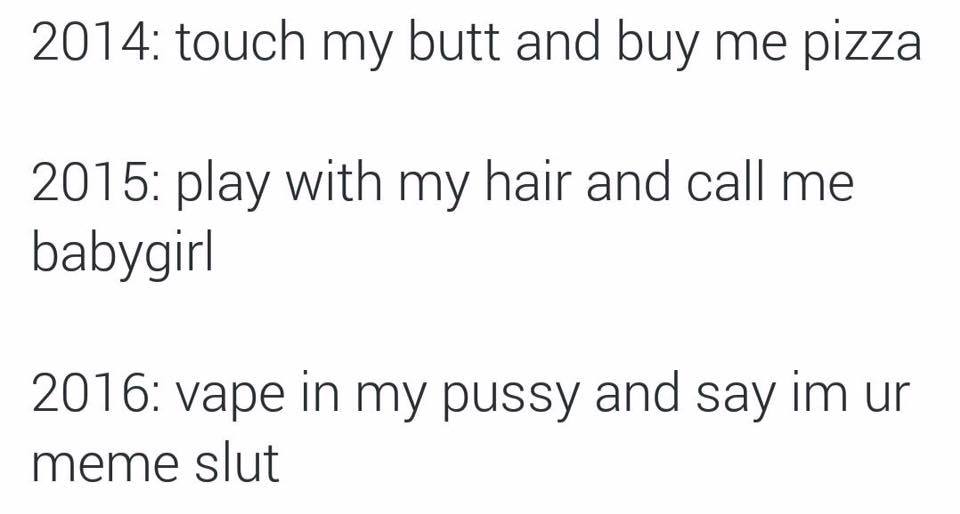 2014: touch my butt and buy me pizza
2015: play with my hair and call me
babygirl
2016: vape in my pussy and say im ur
meme slut